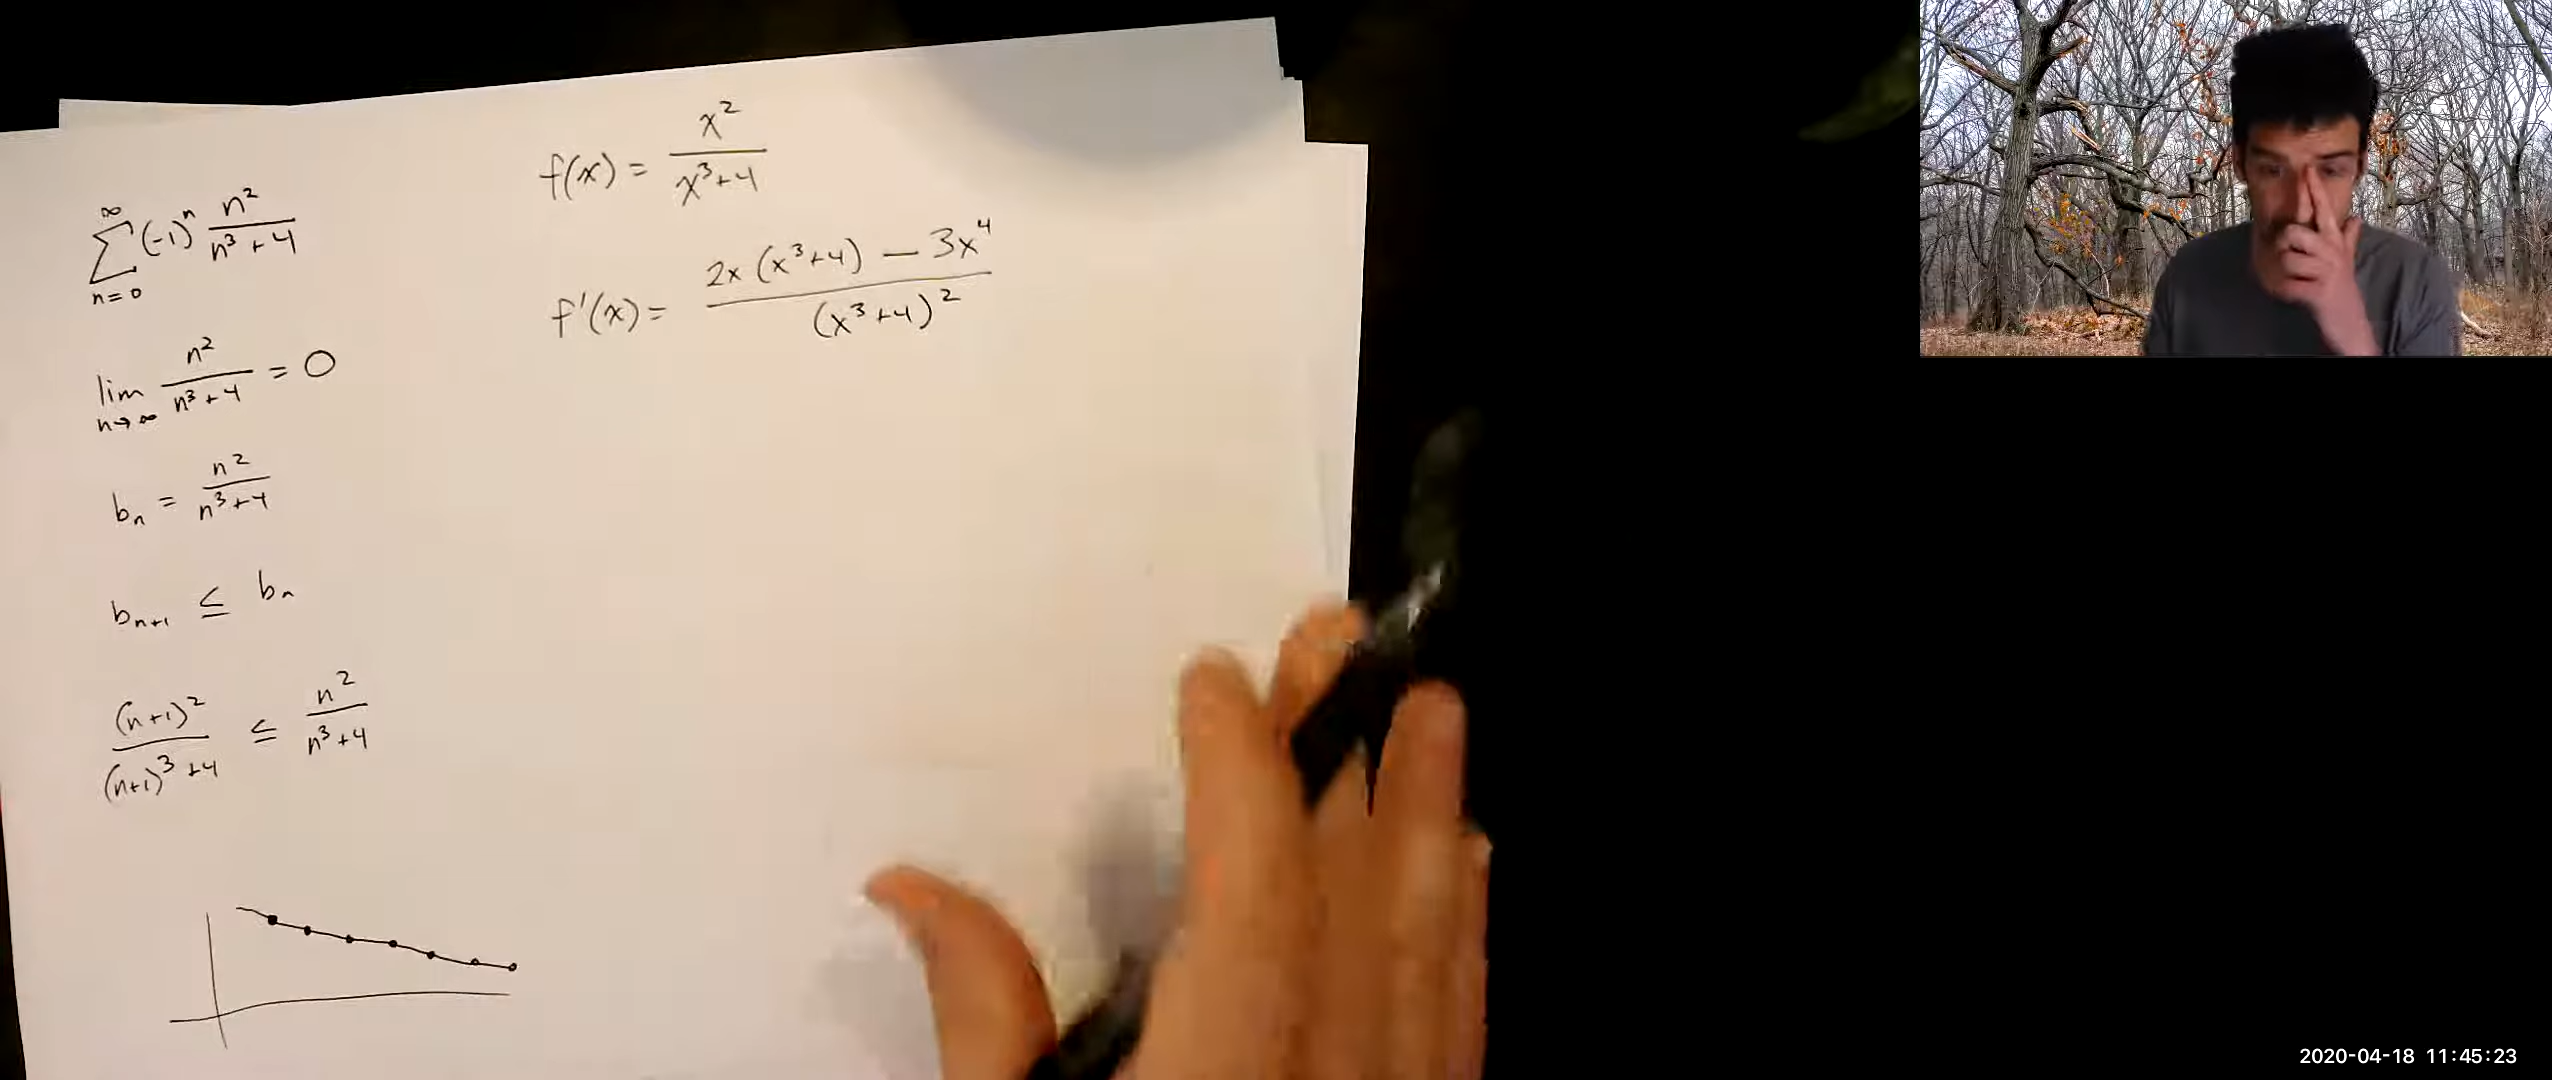 ∞
∑ (-1)^n n^2 / (n^3 + 4)
n=0
lim n^2 / (n^3 + 4) = 0
n→∞
b_n = n^2 / (n^3 + 4)
b_{n+1} ≤ b_n
(n+1)^2 / ((n+1)^3 + 4) ≤ n^2 / (n^3 + 4)
f(x) = x^2 / (x^3 + 4)
f'(x) = (2x (x^3 + 4) − 3x^4) / (x^3 + 4)^2
2020-04-18 11:45:23